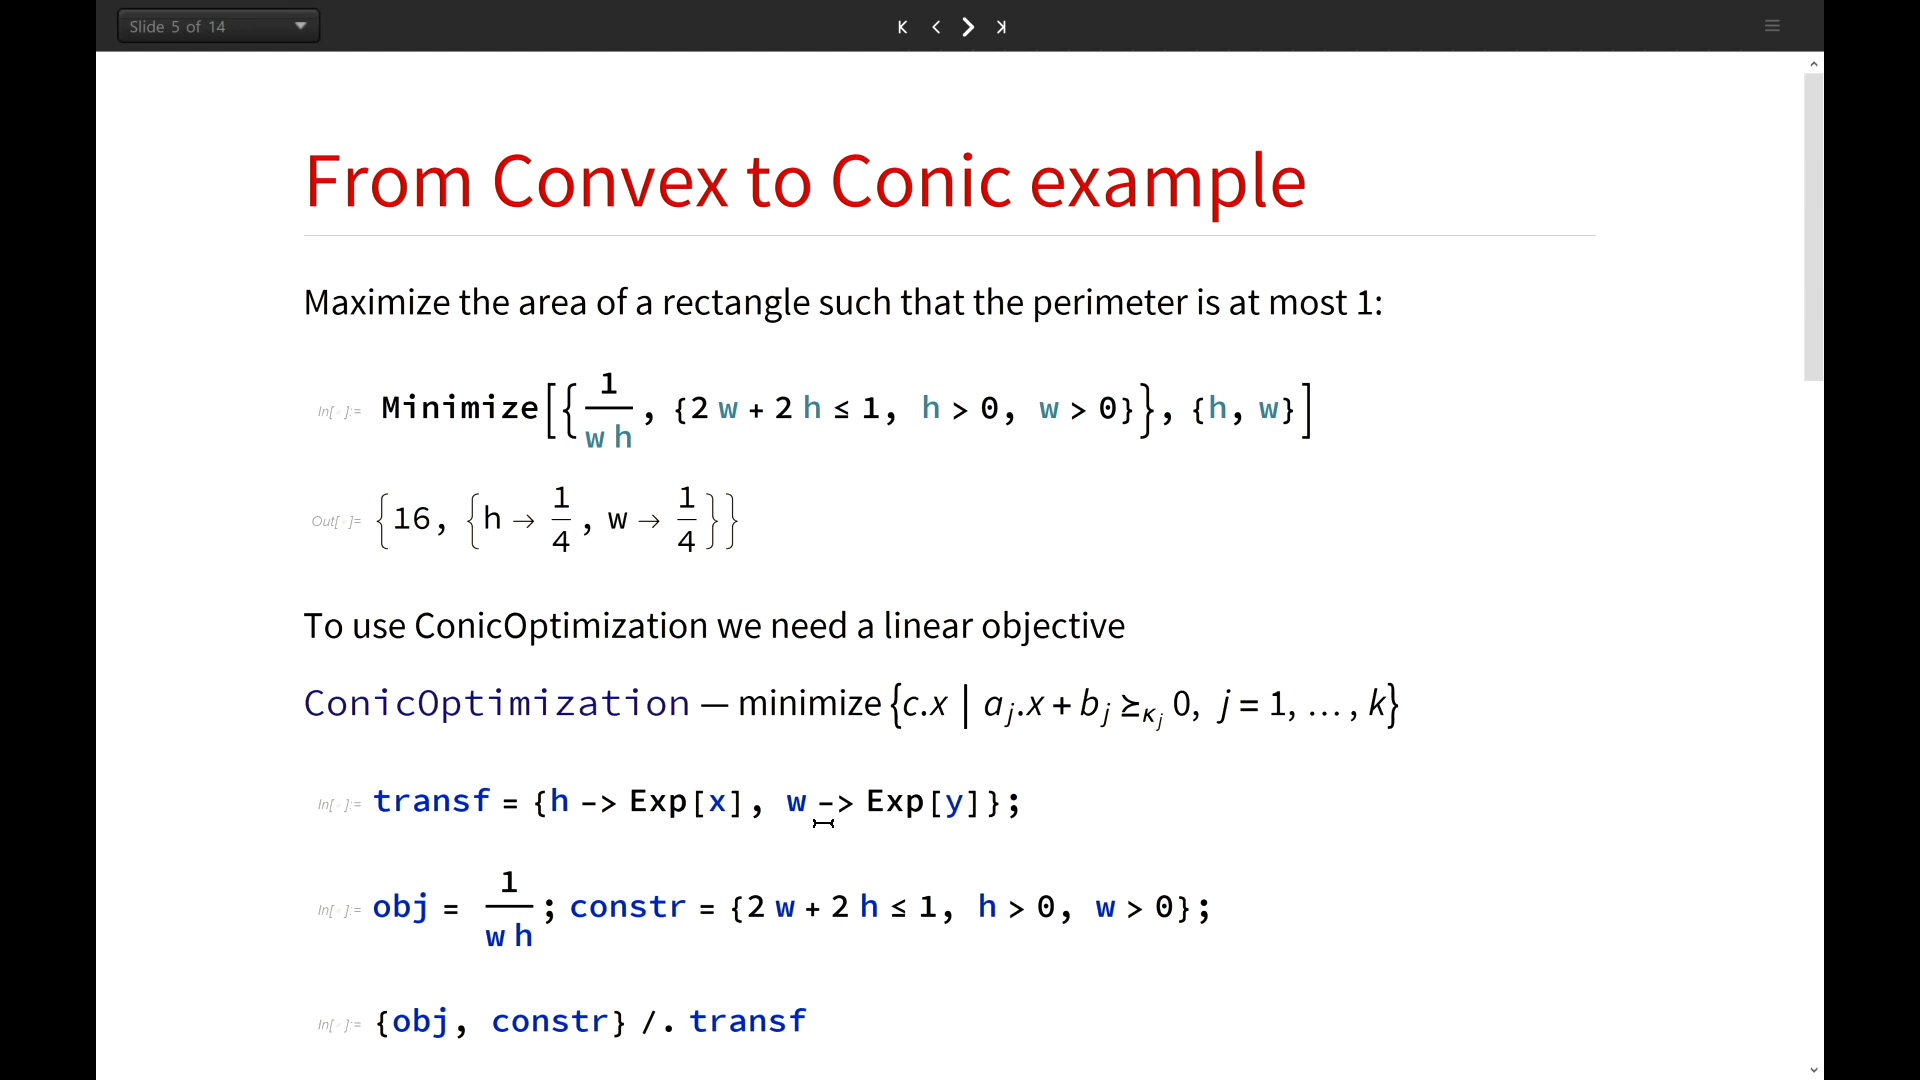 Slide 5 of 14
From Convex to Conic example
Maximize the area of a rectangle such that the perimeter is at most 1:
In[ ]:= Minimize[{1/(w h), {2 w + 2 h ≤ 1, h > 0, w > 0}}, {h, w}]
Out[ ]= {16, {h → 1/4, w → 1/4}}
To use ConicOptimization we need a linear objective
ConicOptimization — minimize {c.x | a_j.x + b_j ⪰_κ_j 0, j = 1, … , k}
In[ ]:= transf = {h -> Exp[x], w -> Exp[y]};
In[ ]:= obj = 1/(w h); constr = {2 w + 2 h ≤ 1, h > 0, w > 0};
In[ ]:= {obj, constr} /. transf